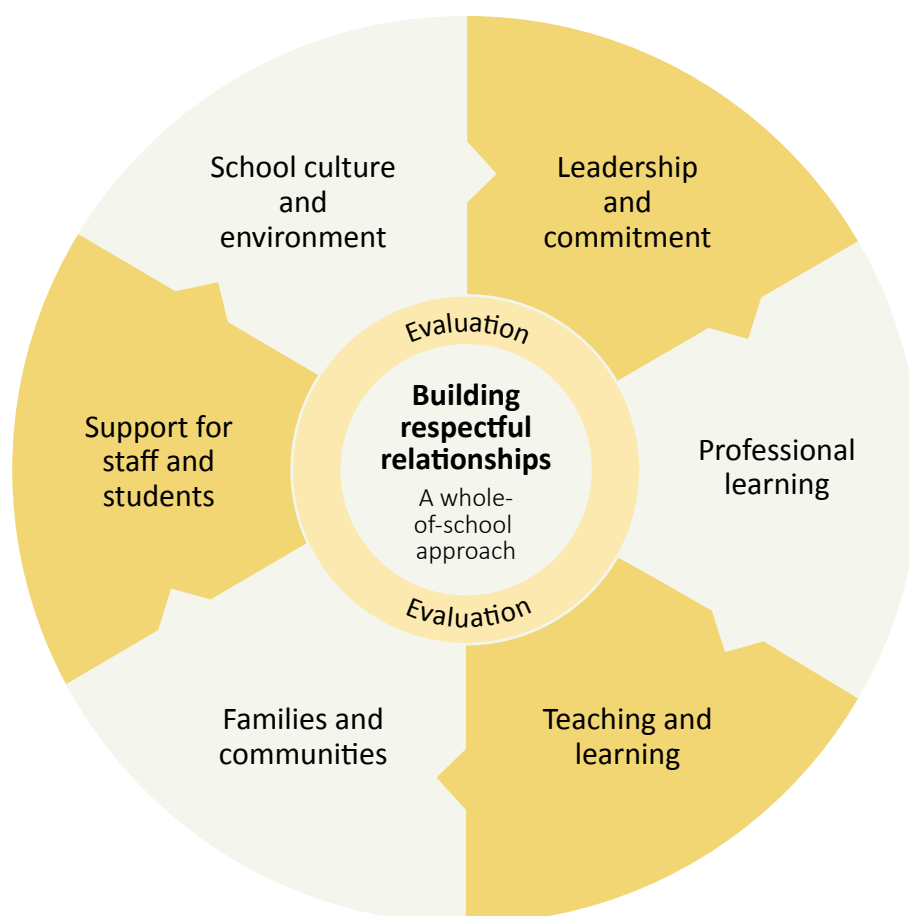 School culture
and
environment
Leadership
and
commitment
Evaluation
Building
respectful
relationships
A whole-
of-school
approach
Evaluation
Support for
staff and
students
Professional
learning
Families and
communities
Teaching and
learning